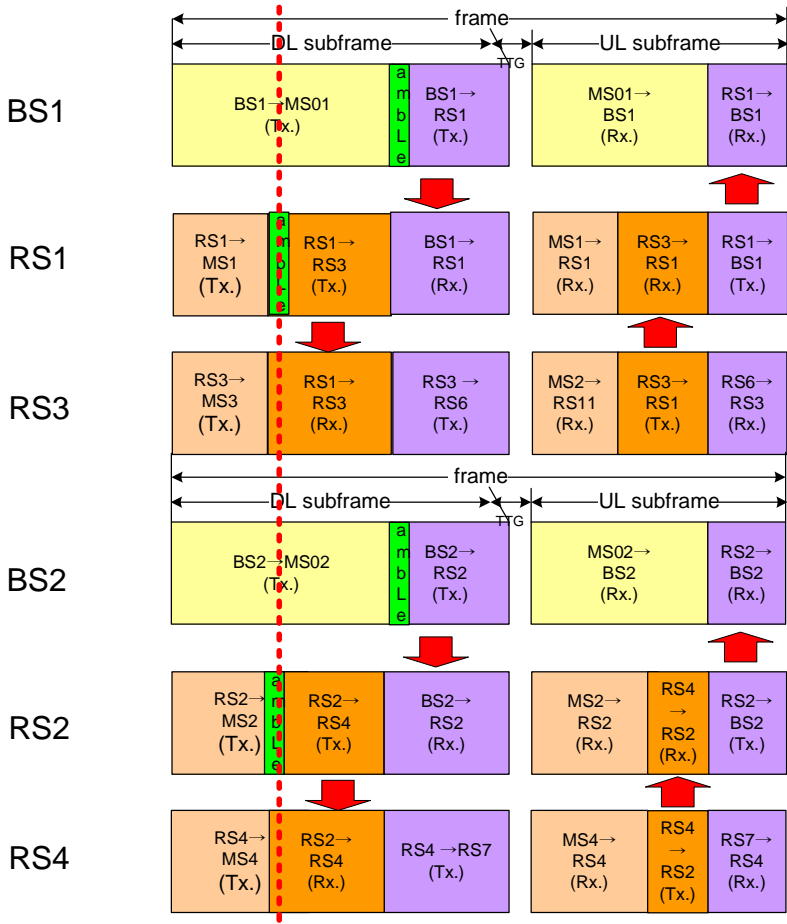 frame
DL subframe
TTG
UL subframe
BS1
BS1→MS01
(Tx.)
a
m
b
L
e
BS1→
RS1
(Tx.)
MS01→
BS1
(Rx.)
RS1→
BS1
(Rx.)
RS1
RS1→
MS1
(Tx.)
a
m
b
L
e
RS1→
RS3
(Tx.)
BS1→
RS1
(Rx.)
MS1→
RS1
(Rx.)
RS3→
RS1
(Rx.)
RS1→
BS1
(Tx.)
RS3
RS3→
MS3
(Tx.)
RS1→
RS3
(Rx.)
RS3 →
RS6
(Tx.)
MS2→
RS11
(Rx.)
RS3→
RS1
(Tx.)
RS6→
RS3
(Rx.)
frame
DL subframe
TTG
UL subframe
BS2
BS2→MS02
(Tx.)
a
m
b
L
e
BS2→
RS2
(Tx.)
MS02→
BS2
(Rx.)
RS2→
BS2
(Rx.)
RS2
RS2→
MS2
(Tx.)
a
m
b
L
e
RS2→
RS4
(Tx.)
BS2→
RS2
(Rx.)
MS2→
RS2
(Rx.)
RS4
→
RS2
(Rx.)
RS2→
BS2
(Tx.)
RS4
RS4→
MS4
(Tx.)
RS2→
RS4
(Rx.)
RS4 →RS7
(Tx.)
MS4→
RS4
(Rx.)
RS4
→
RS2
(Tx.)
RS7→
RS4
(Rx.)